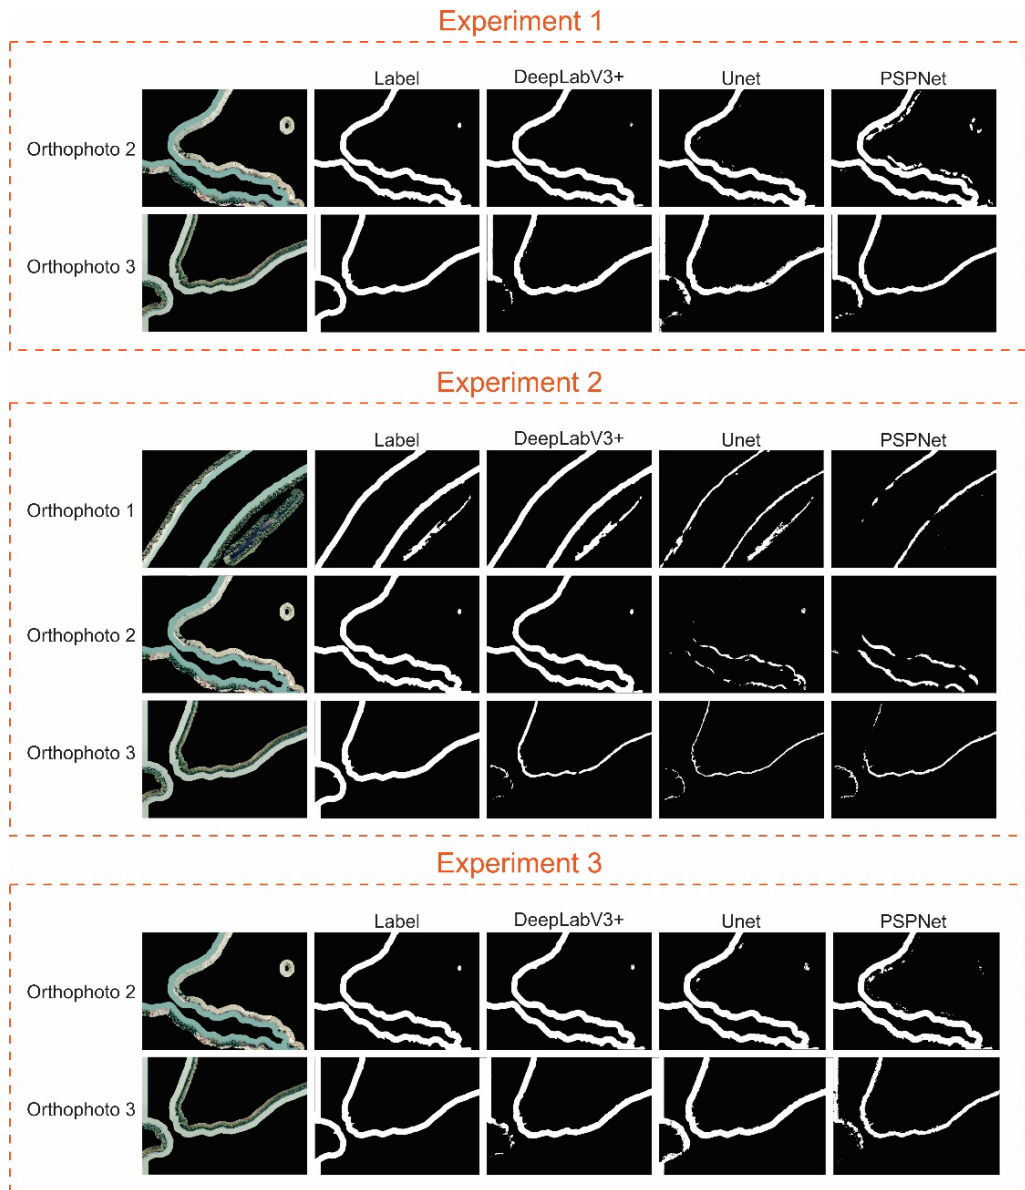 Experiment 1
Label DeepLabV3+ Unet PSPNet
Orthophoto 2
Orthophoto 3
Experiment 2
Label DeepLabV3+ Unet PSPNet
Orthophoto 1
Orthophoto 2
Orthophoto 3
Experiment 3
Label DeepLabV3+ Unet PSPNet
Orthophoto 2
Orthophoto 3